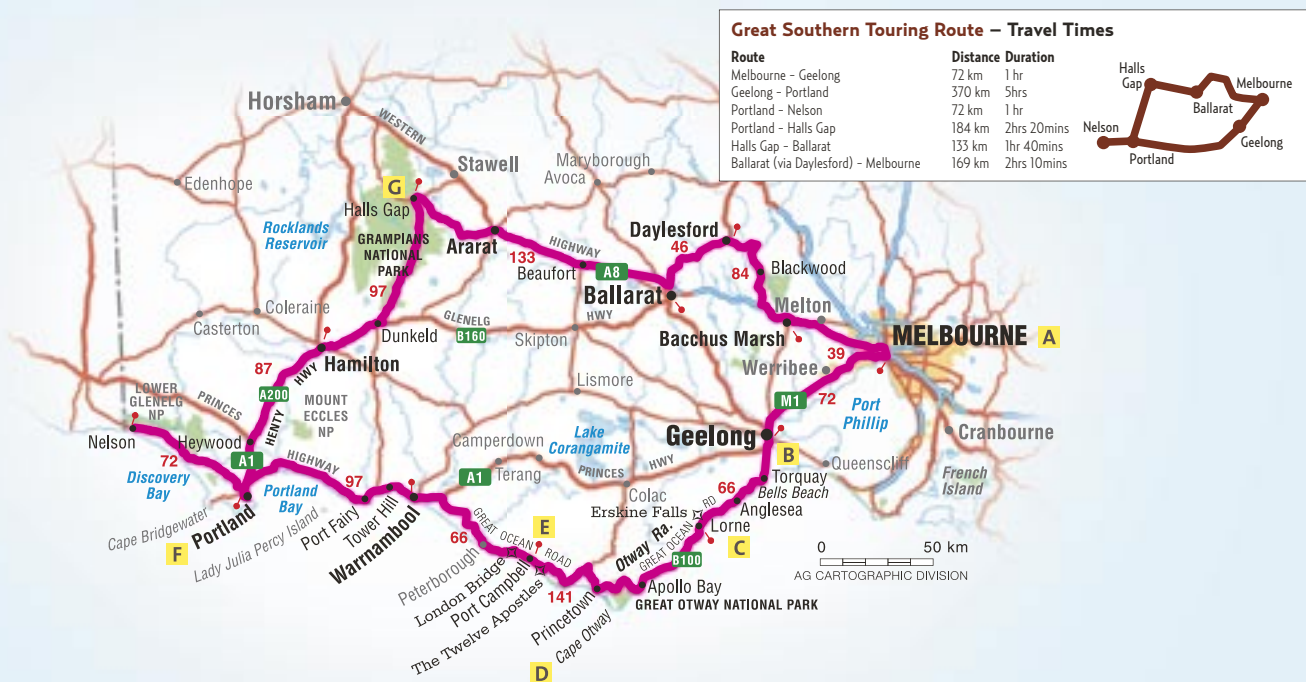 Great Southern Touring Route – Travel Times
Route Distance Duration
Melbourne – Geelong 72 km 1 hr
Geelong – Portland 370 km 5hrs
Portland – Nelson 72 km 1 hr
Portland – Halls Gap 184 km 2hrs 20mins
Halls Gap – Ballarat 133 km 1hr 40mins
Ballarat (via Daylesford) – Melbourne 169 km 2hrs 10mins
Halls
Gap
Melbourne
Ballarat
Nelson
Geelong
Portland
Horsham
WESTERN
Stawell
Maryborough
Avoca
Edenhope
G
Halls Gap
Rocklands
Reservoir
GRAMPIANS
NATIONAL
PARK
Ararat
133
HIGHWAY
Beaufort
A8
Daylesford
46
84
Blackwood
Ballarat
Melton
Bacchus Marsh
MELBOURNE
A
39
Werribee
72
M1
Port
Phillip
97
Coleraine
Casterton
Dunkeld
GLENELG
HWY
B160
Skipton
Hamilton
87
HWY
A200
HENTY
LOWER
GLENELG
NP
PRINCES
MOUNT
ECCLES
NP
Lismore
Nelson
Heywood
A1
HIGHWAY
72
Discovery
Bay
Portland
Bay
97
Camperdown
Lake
Corangamite
Terang
A1
PRINCES
HWY
Colac
Geelong
B
Queenscliff
Cranbourne
French
Island
Torquay
Bells Beach
66
Anglesea
Erskine Falls
Lorne
C
GREAT OCEAN RD
Otway Ra.
B100
Apollo Bay
GREAT OTWAY NATIONAL PARK
Cape Bridgewater
F
Portland
Lady Julia Percy Island
Port Fairy
Tower Hill
Warrnambool
66
GREAT OCEAN ROAD
E
Peterborough
London Bridge
Port Campbell
The Twelve Apostles
141
Princetown
Cape Otway
D
0 50 km
AG CARTOGRAPHIC DIVISION